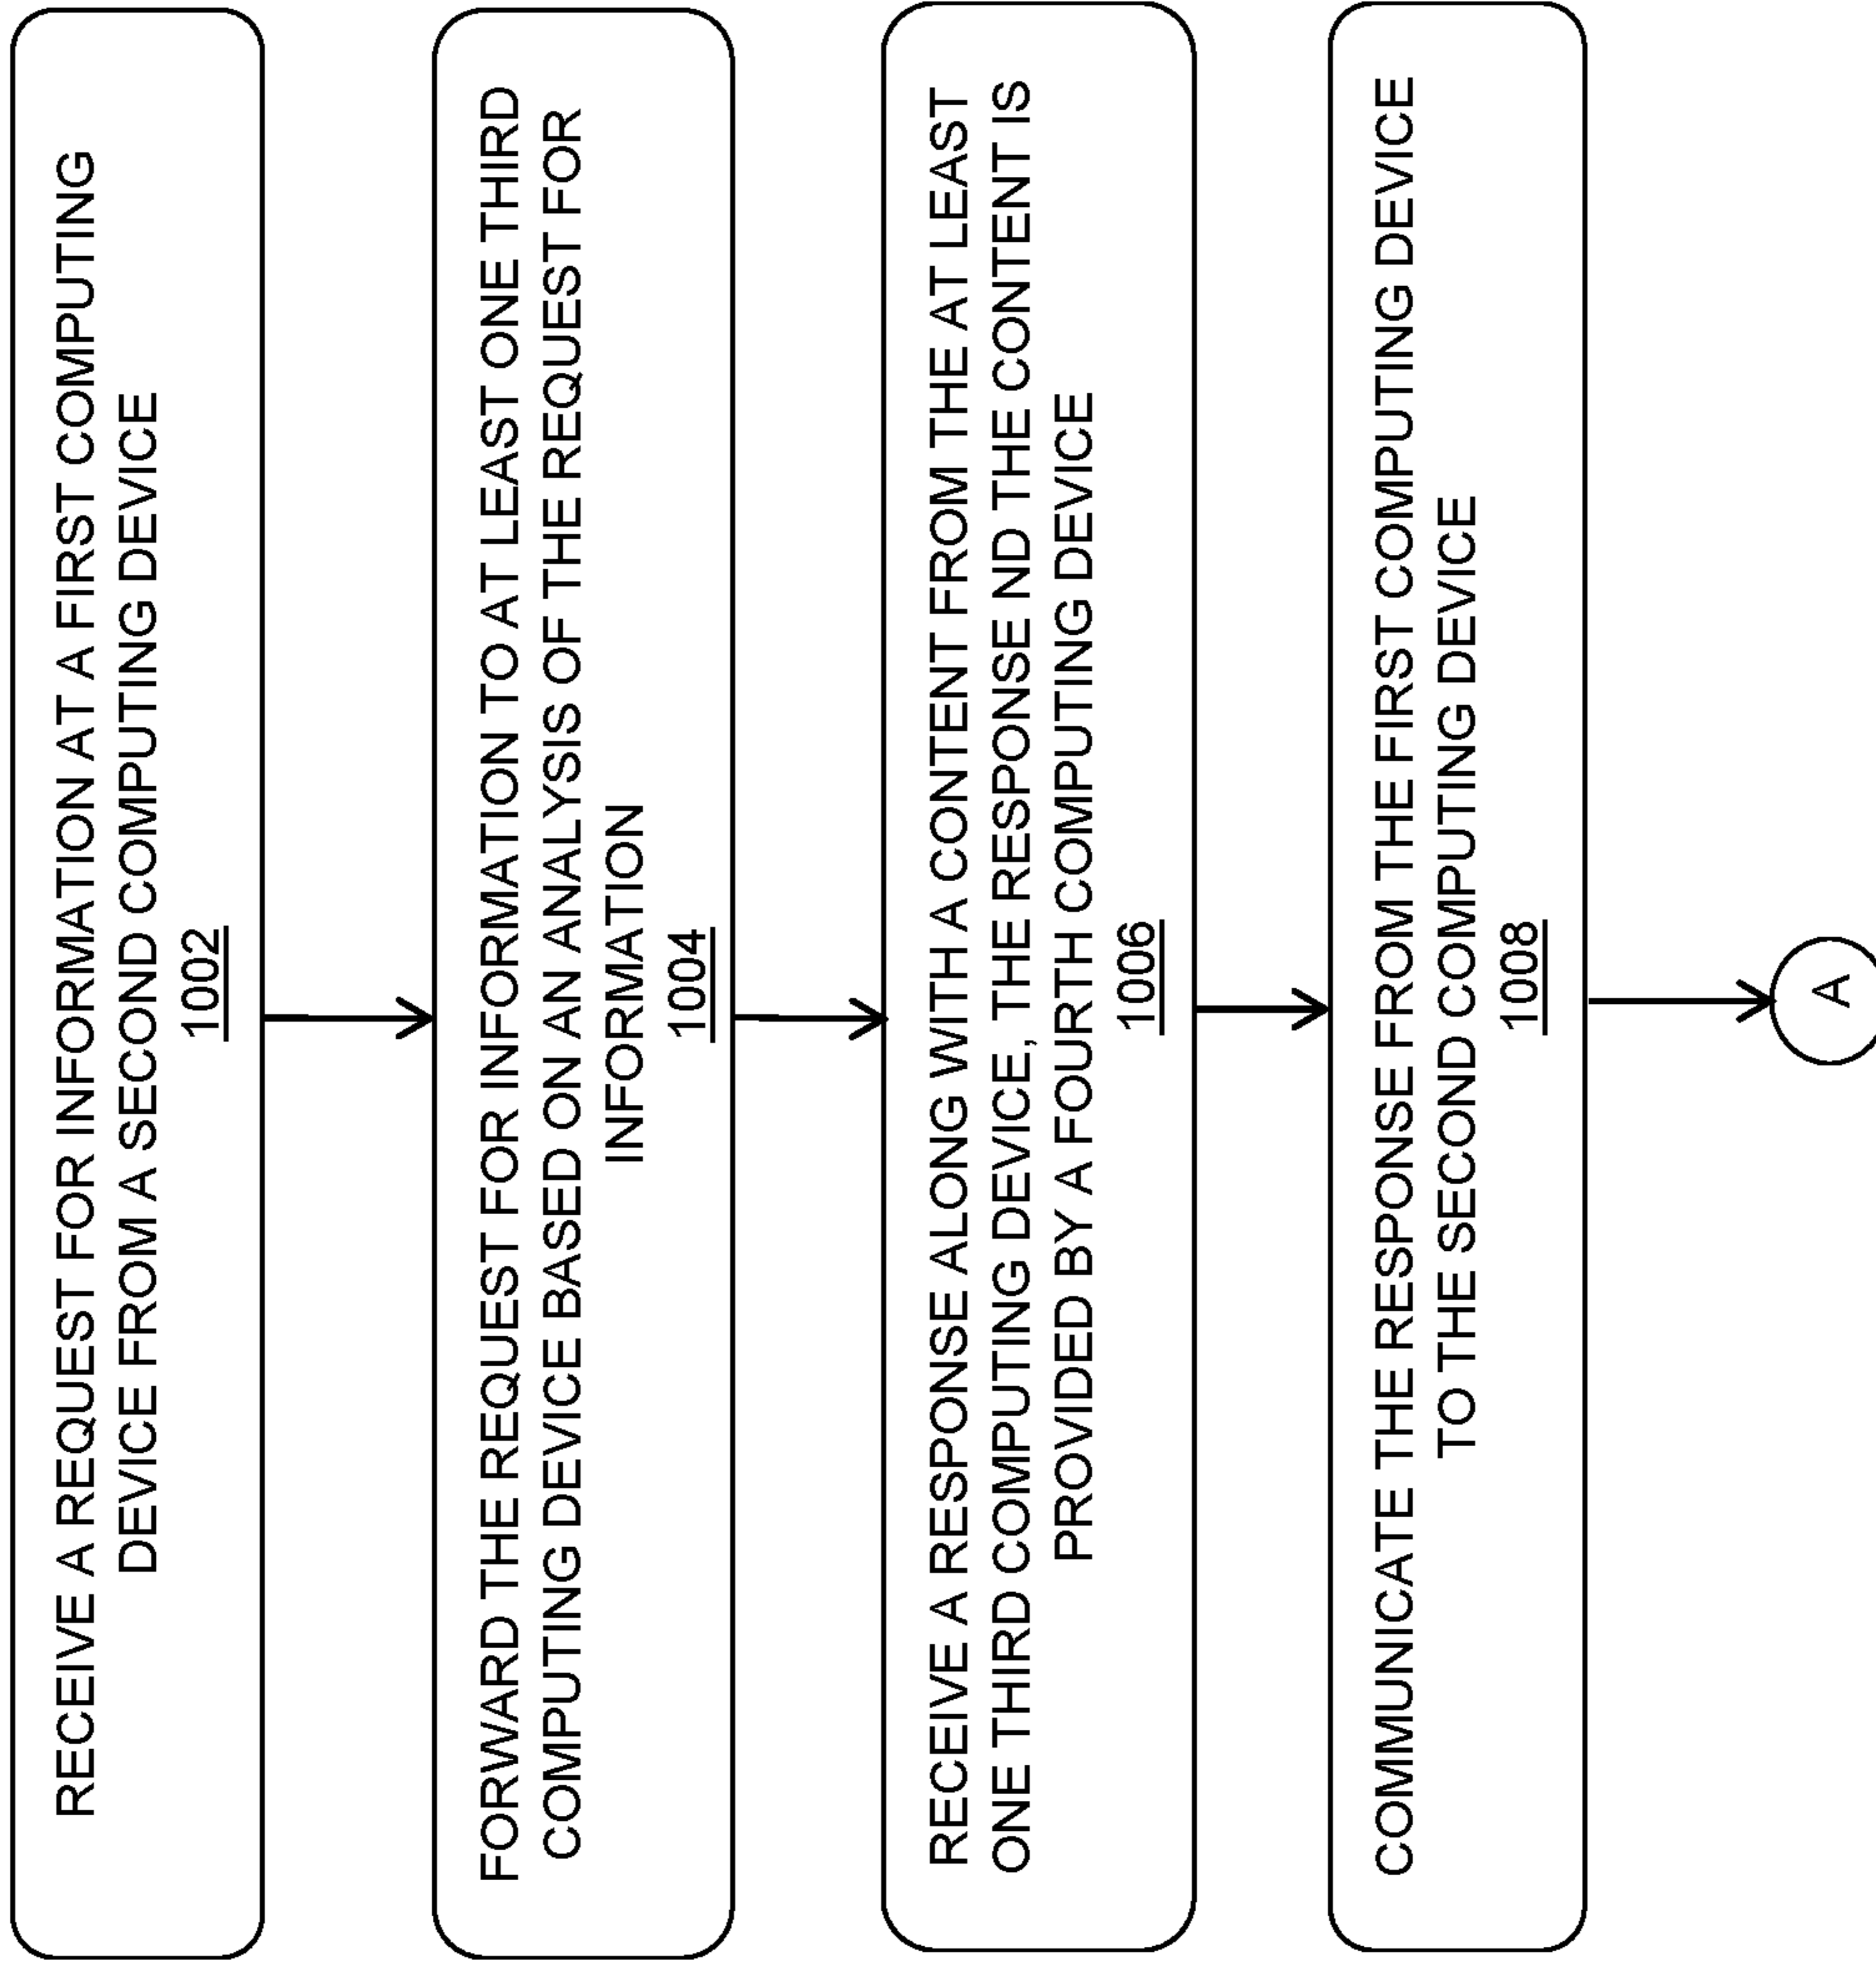 RECEIVE A REQUEST FOR INFORMATION AT A FIRST COMPUTING
DEVICE FROM A SECOND COMPUTING DEVICE
1002
FORWARD THE REQUEST FOR INFORMATION TO AT LEAST ONE THIRD
COMPUTING DEVICE BASED ON AN ANALYSIS OF THE REQUEST FOR
INFORMATION
1004
RECEIVE A RESPONSE ALONG WITH A CONTENT FROM THE AT LEAST
ONE THIRD COMPUTING DEVICE, THE RESPONSE ND THE CONTENT IS
PROVIDED BY A FOURTH COMPUTING DEVICE
1006
COMMUNICATE THE RESPONSE FROM THE FIRST COMPUTING DEVICE
TO THE SECOND COMPUTING DEVICE
1008
A